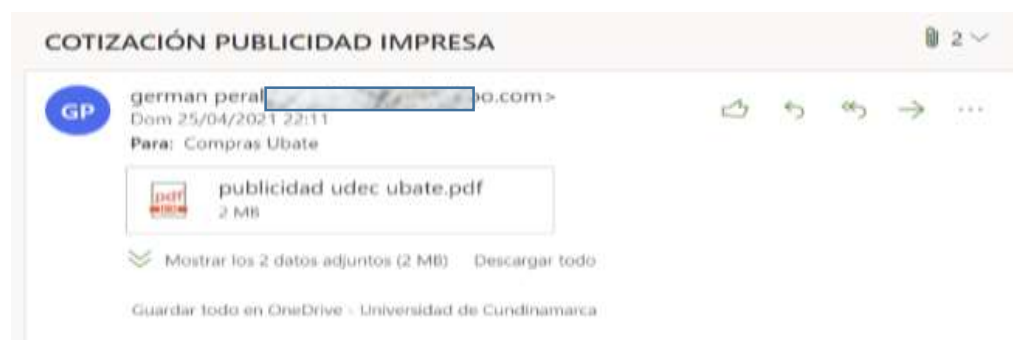 COTIZACIÓN PUBLICIDAD IMPRESA
2
GP
german peral o.com>
Dom 25/04/2021 22:11
Para: Compras Ubate
pdf
publicidad udec ubate.pdf
2 MB
Mostrar los 2 datos adjuntos (2 MB) Descargar todo
Guardar todo en OneDrive - Universidad de Cundinamarca